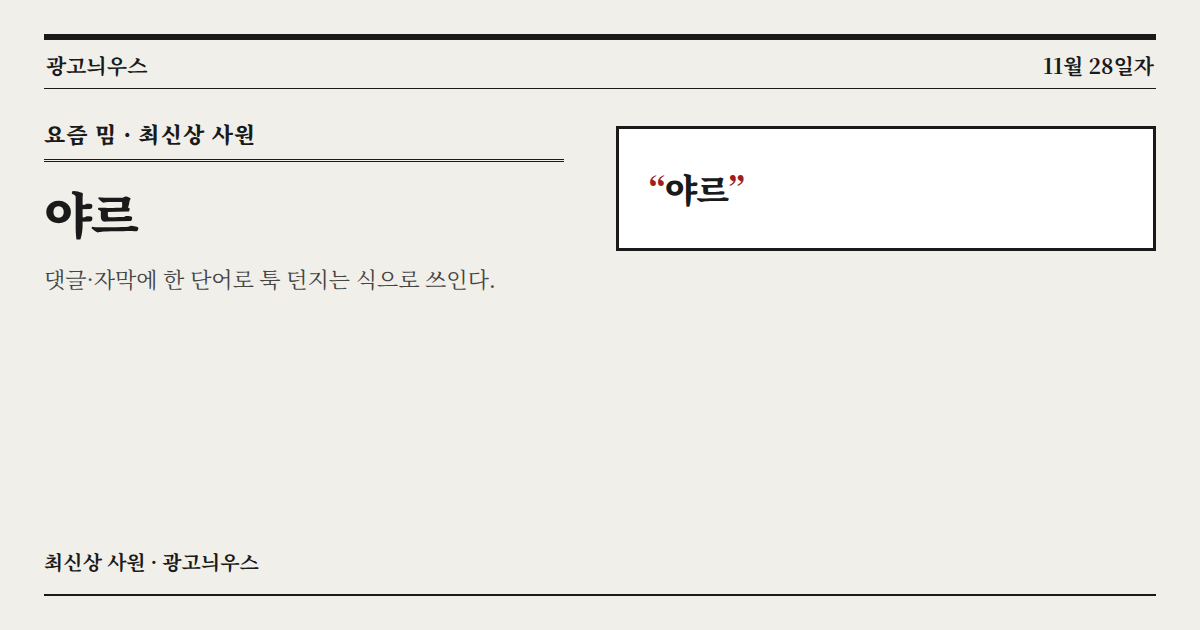 광고늬우스
11월 28일자
요즘 밈 · 최신상 사원
야르
댓글·자막에 한 단어로 툭 던지는 식으로 쓰인다.
“야르”
최신상 사원 · 광고늬우스